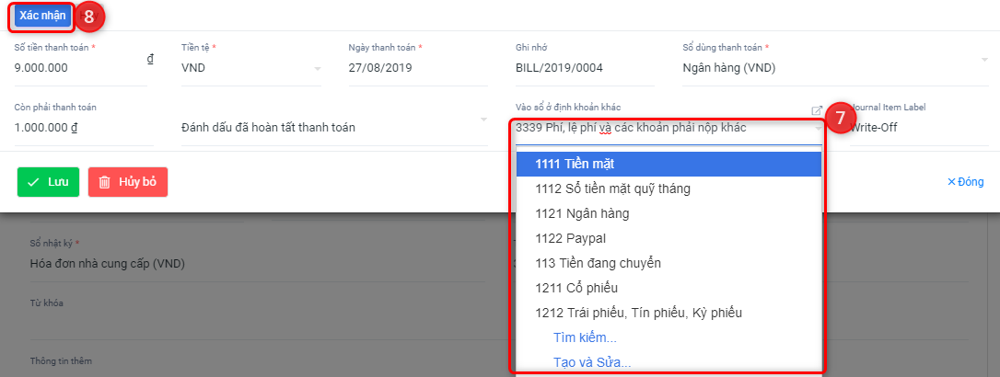 Xác nhận
8
Số tiền thanh toán *
Tiền tệ *
Ngày thanh toán *
Ghi nhớ
Sổ dùng thanh toán *
9.000.000 ₫
VND
27/08/2019
BILL/2019/0004
Ngân hàng (VND)
Còn phải thanh toán
Vào sổ ở định khoản khác
7
Journal Item Label
1.000.000 ₫
Đánh dấu đã hoàn tất thanh toán
3339 Phí, lệ phí và các khoản phải nộp khác
Write-Off
1111 Tiền mặt
Lưu
Hủy bỏ
Đóng
1112 Sổ tiền mặt quỹ tháng
1121 Ngân hàng
1122 Paypal
113 Tiền đang chuyển
1211 Cổ phiếu
1212 Trái phiếu, Tín phiếu, Kỳ phiếu
Tìm kiếm...
Tạo và Sửa...
Sổ nhật ký *
Hóa đơn nhà cung cấp (VND)
Từ khóa
Thông tin thêm